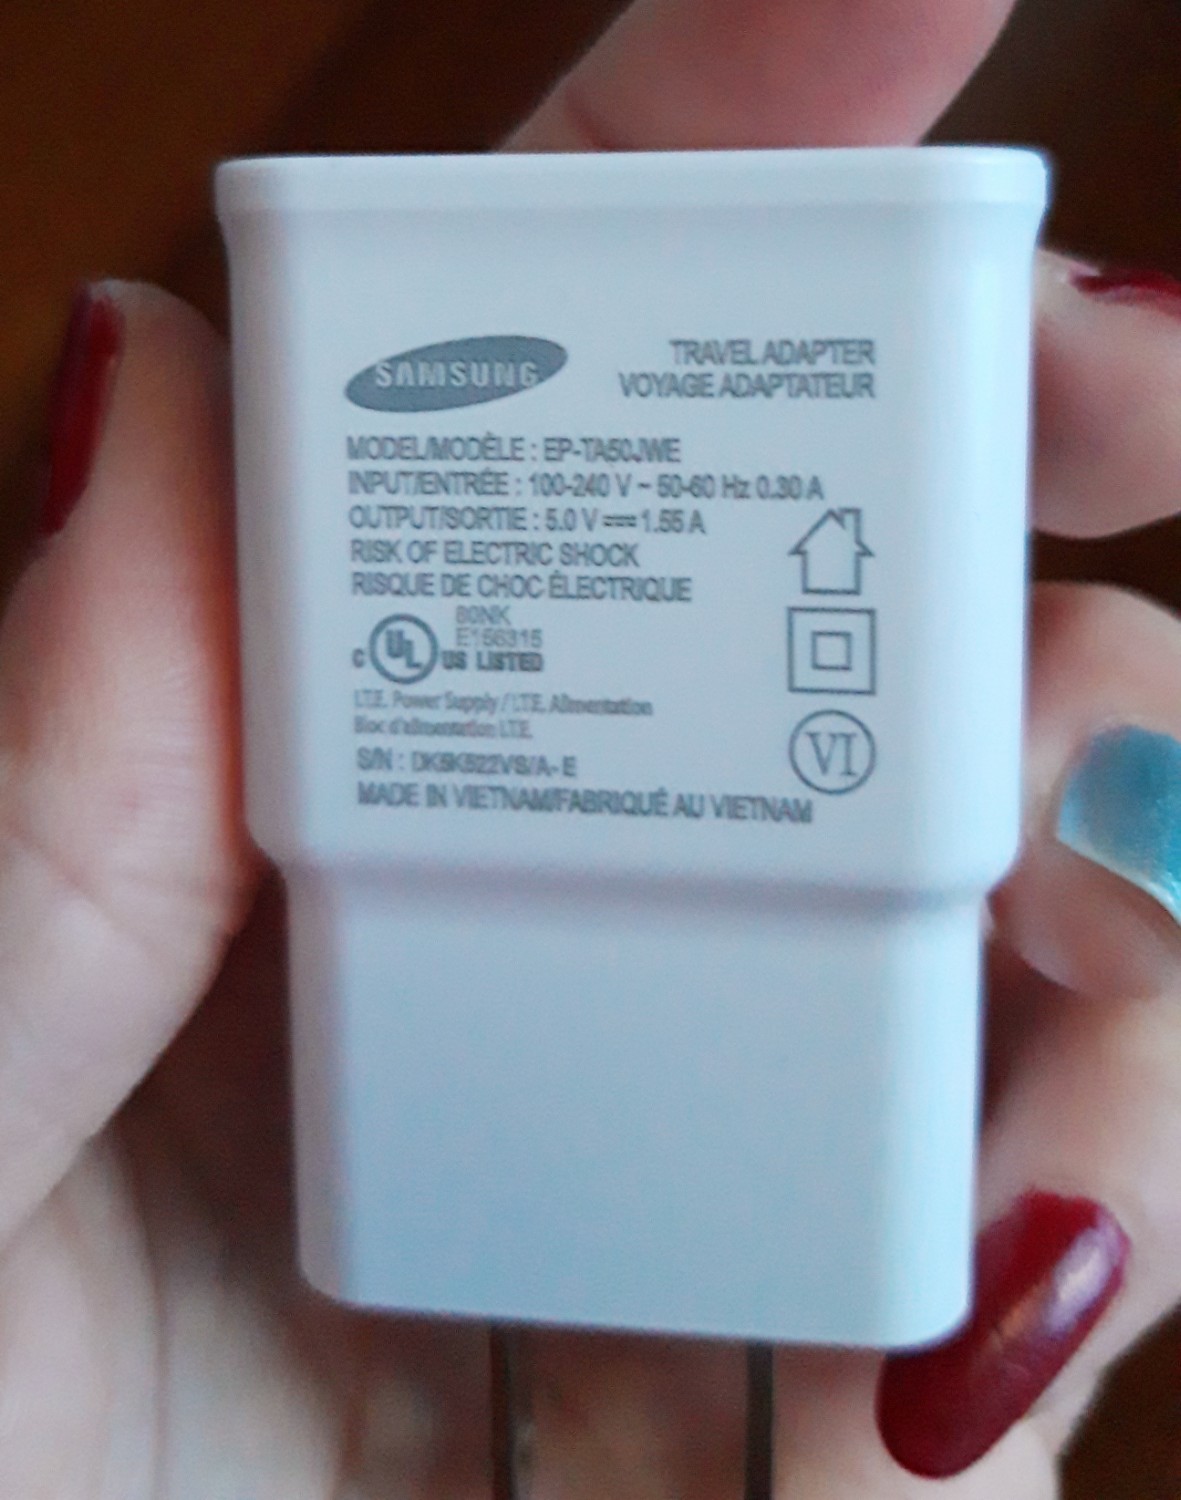 SAMSUNG
TRAVEL ADAPTER
VOYAGE ADAPTATEUR
MODEL/MODÈLE : EP-TA50JWE
INPUT/ENTRÉE : 100-240 V ~ 50-60 Hz 0.30 A
OUTPUT/SORTIE : 5.0 V ⎓ 1.55 A
RISK OF ELECTRIC SHOCK
RISQUE DE CHOC ÉLECTRIQUE
80NK
E156315
c UL US LISTED
I.T.E. Power Supply / I.T.E. Alimentation
Bloc d'alimentation I.T.E.
S/N : DK5K522VS/A-E
MADE IN VIETNAM/FABRIQUÉ AU VIETNAM
VI